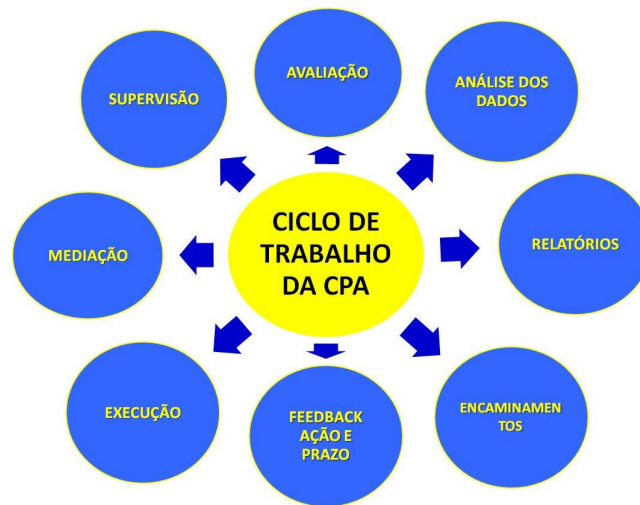 AVALIAÇÃO
ANÁLISE DOS
DADOS
SUPERVISÃO
CICLO DE
TRABALHO
DA CPA
RELATÓRIOS
MEDIAÇÃO
EXECUÇÃO
FEEDBACK
AÇÃO E
PRAZO
ENCAMINAMEN
TOS